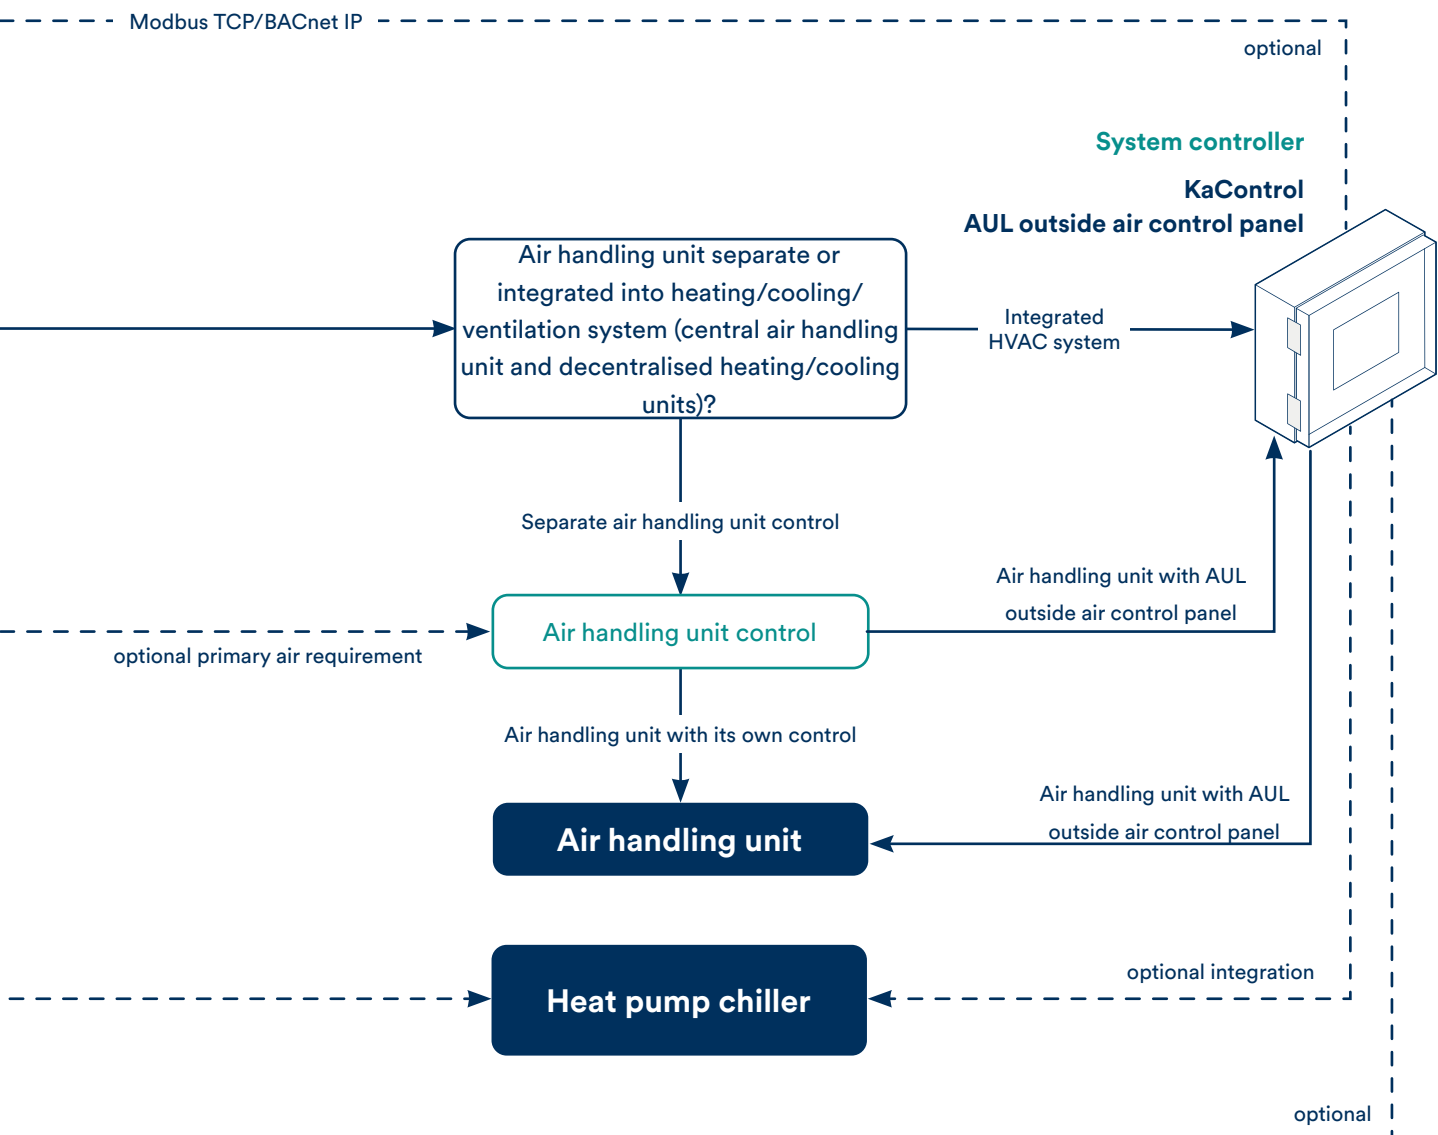 Modbus TCP/BACnet IP
optional
System controller
KaControl
AUL outside air control panel
Air handling unit separate or
integrated into heating/cooling/
ventilation system (central air handling
unit and decentralised heating/cooling
units)?
Integrated
HVAC system
Separate air handling unit control
Air handling unit with AUL
outside air control panel
Air handling unit control
optional primary air requirement
Air handling unit with its own control
Air handling unit with AUL
outside air control panel
Air handling unit
optional integration
Heat pump chiller
optional